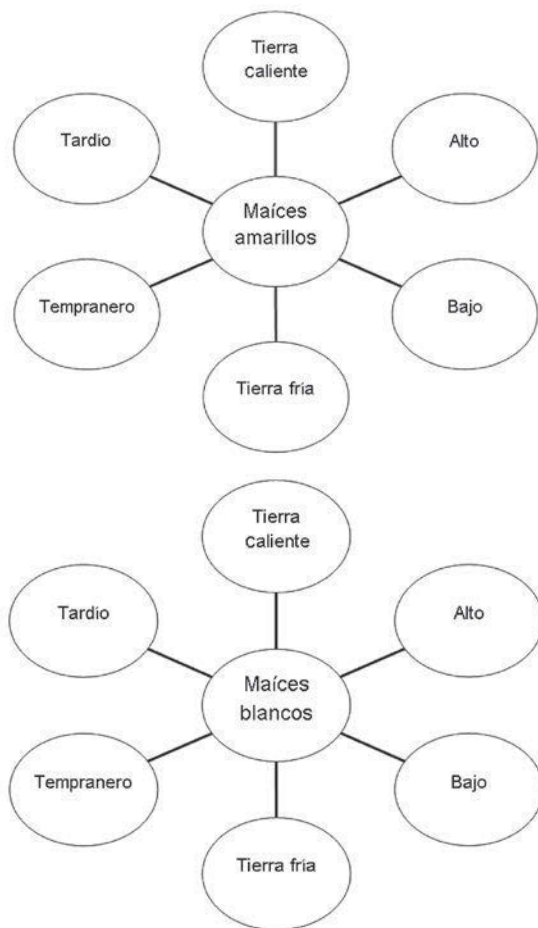 Tierra
caliente
Tardio
Alto
Maíces
amarillos
Tempranero
Bajo
Tierra fria
Tierra
caliente
Tardio
Alto
Maíces
blancos
Tempranero
Bajo
Tierra fria